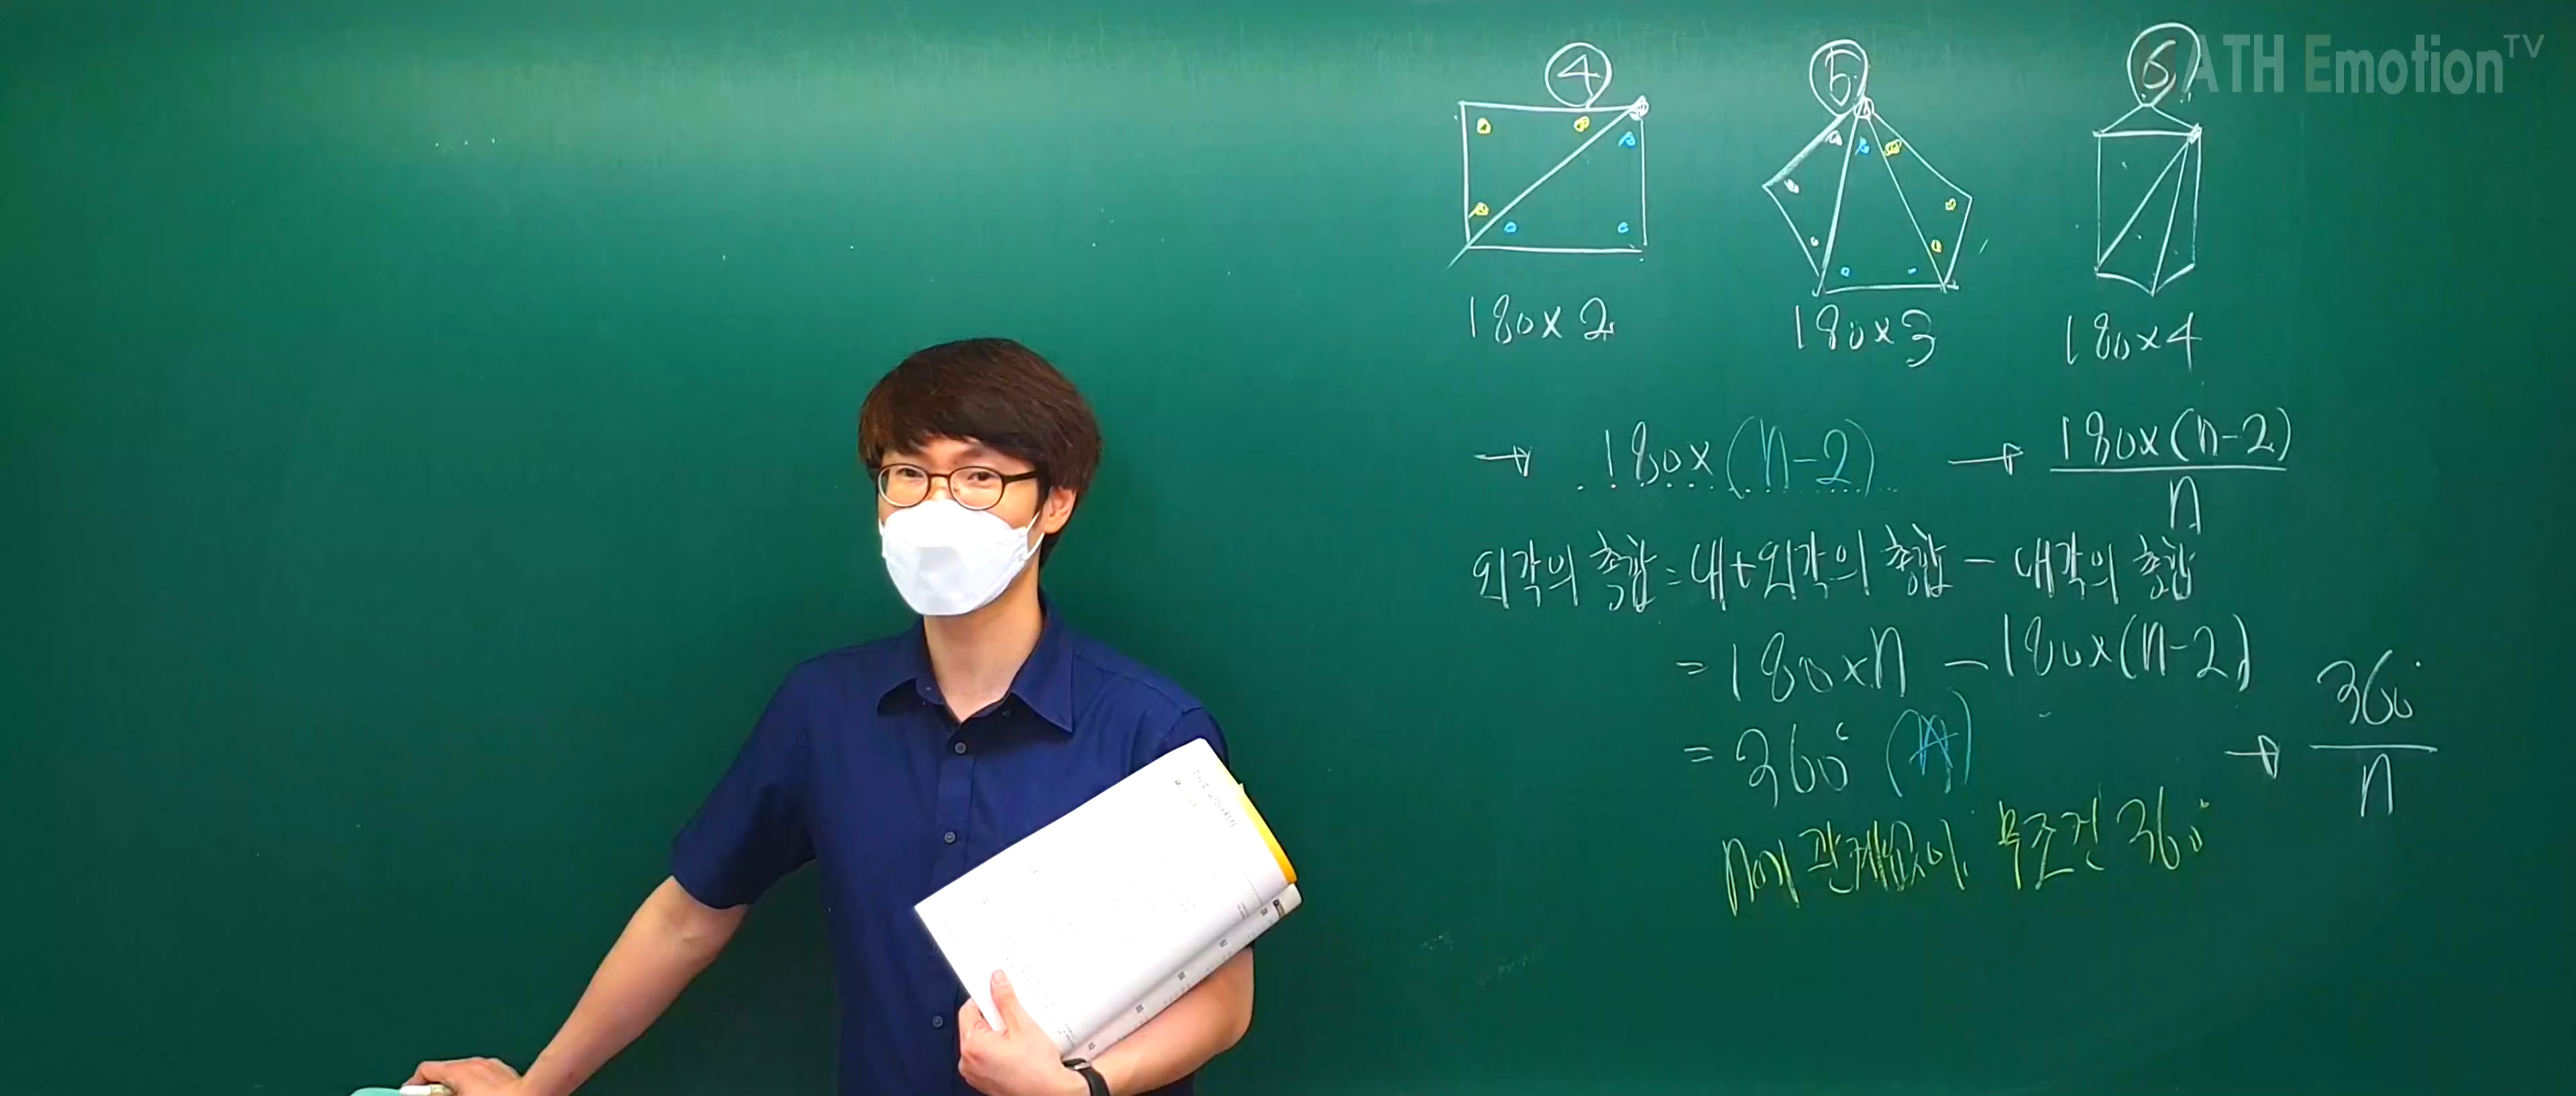 ATH Emotion TV
④ ⑤ ⑥
180×2 180×3 180×4
→ 180×(n-2) → 180×(n-2)/n
외각의 총합 = 내+외각의 총합 - 내각의 총합
= 180×n - 180×(n-2)
= 360° → 360°/n
n에 관계없이 무조건 360°